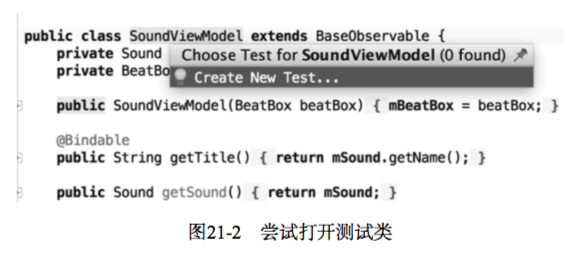 public class SoundViewModel extends BaseObservable {
private Sound
Choose Test for SoundViewModel (0 found)
private BeatBo
Create New Test...
public SoundViewModel(BeatBox beatBox) { mBeatBox = beatBox; }
@Bindable
public String getTitle() { return mSound.getName(); }
public Sound getSound() { return mSound; }
图21-2 尝试打开测试类